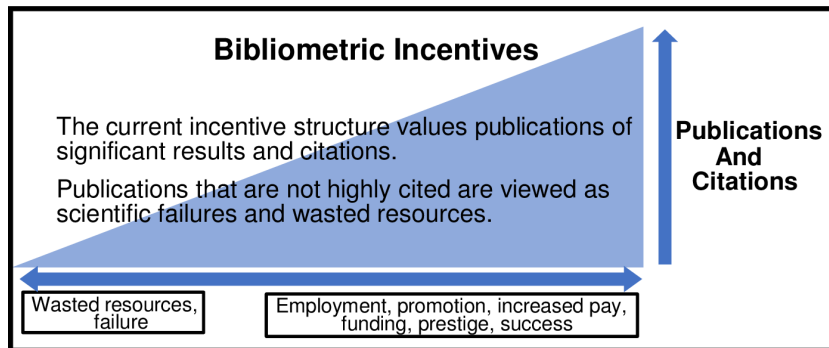 Bibliometric Incentives
The current incentive structure values publications of
significant results and citations.
Publications that are not highly cited are viewed as
scientific failures and wasted resources.
Publications
And
Citations
Wasted resources,
failure
Employment, promotion, increased pay,
funding, prestige, success